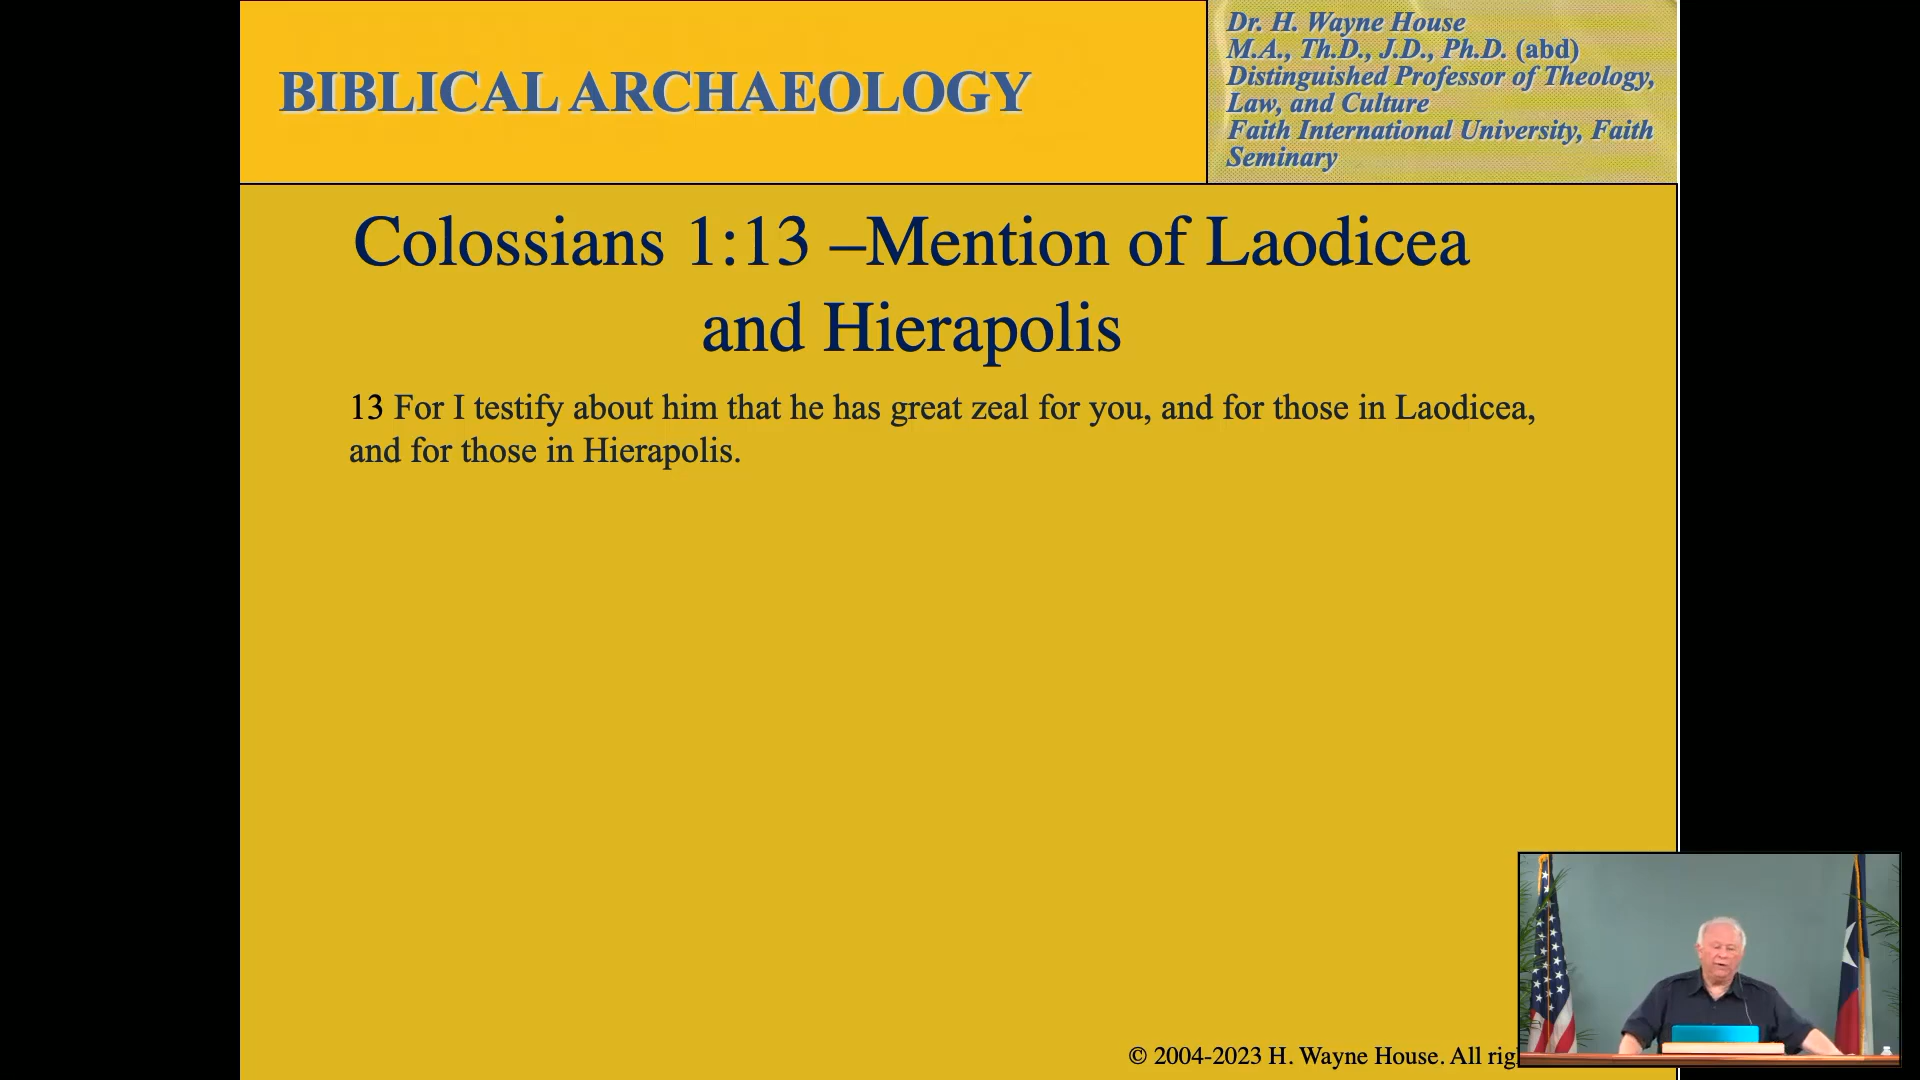 BIBLICAL ARCHAEOLOGY
Dr. H. Wayne House
M.A., Th.D., J.D., Ph.D. (abd)
Distinguished Professor of Theology,
Law, and Culture
Faith International University, Faith
Seminary
Colossians 1:13 –Mention of Laodicea
and Hierapolis
13 For I testify about him that he has great zeal for you, and for those in Laodicea,
and for those in Hierapolis.
© 2004-2023 H. Wayne House. All rig